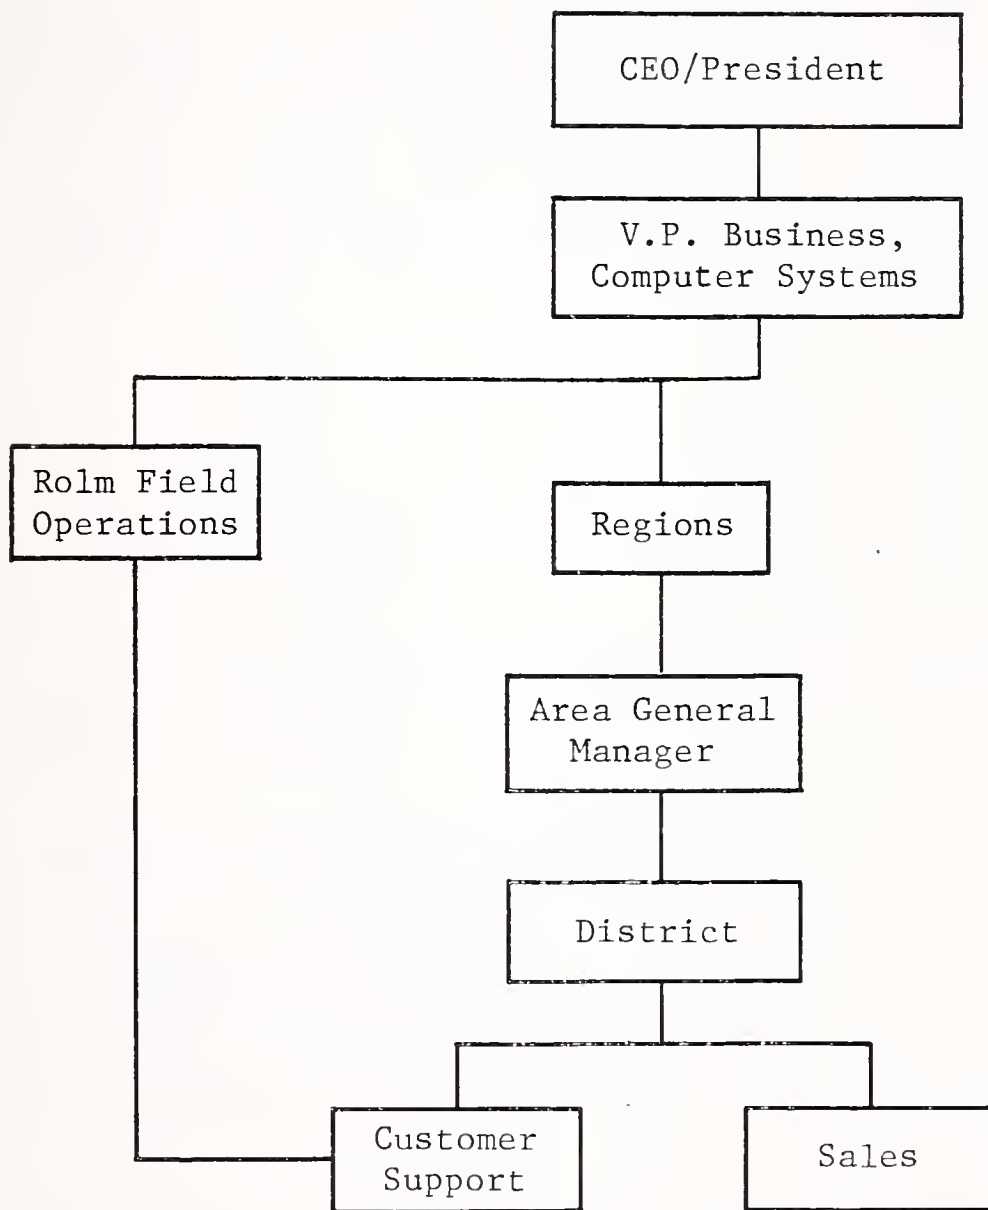 CEO/President
V.P. Business,
Computer Systems
Rolm Field
Operations
Regions
Area General
Manager
District
Customer
Support
Sales